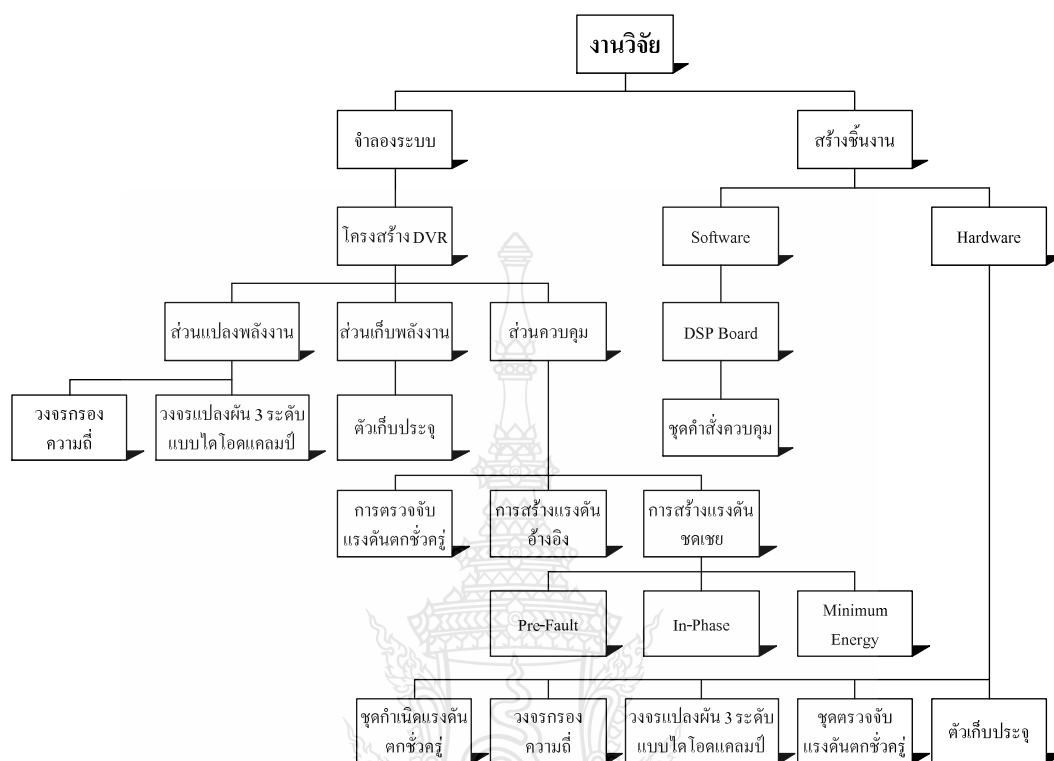 งานวิจัย
จำลองระบบ
สร้างชิ้นงาน
โครงสร้าง DVR
Software
Hardware
ส่วนแปลงพลังงาน
ส่วนเก็บพลังงาน
ส่วนควบคุม
DSP Board
วงจรกรอง
ความถี่
วงจรแปลงผัน 3 ระดับ
แบบไดโอดแคลมป์
ตัวเก็บประจุ
ชุดคำสั่งควบคุม
การตรวจจับ
แรงดันตกชั่วครู่
การสร้างแรงดัน
อ้างอิง
การสร้างแรงดัน
ชดเชย
Pre-Fault
In-Phase
Minimum
Energy
ชุดกำเนิดแรงดัน
ตกชั่วครู่
วงจรกรอง
ความถี่
วงจรแปลงผัน 3 ระดับ
แบบไดโอดแคลมป์
ชุดตรวจจับ
แรงดันตกชั่วครู่
ตัวเก็บประจุ